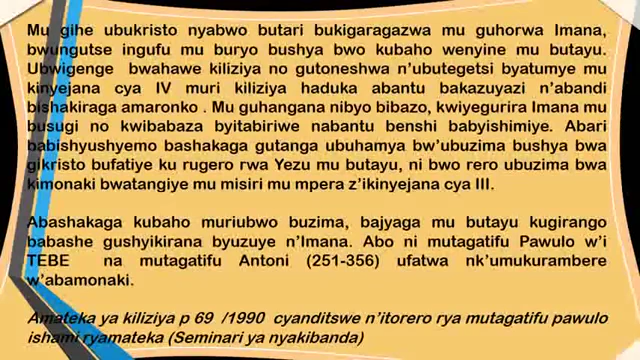 Mu gihe ubukristo nyabwo butari bukigaragazwa mu guhorwa Imana,
bwungutse ingufu mu buryo bushya bwo kubaho wenyine mu butayu.
Ubwigenge bwahawe kiliziya no gutoneshwa n'ubutegetsi byatumye mu
kinyejana cya IV muri kiliziya haduka abantu bakazuyazi n'abandi
bishakiraga amaronko . Mu guhangana nibyo bibazo, kwiyegurira Imana mu
busugi no kwibabaza byitabiriwe nabantu benshi babyishimiye. Abari
babishyushyemo bashakaga gutanga ubuhamya bw'ubuzima bushya bwa
gikristo bufatiye ku rugero rwa Yezu mu butayu, ni bwo rero ubuzima bwa
kimonaki bwatangiye mu misiri mu mpera z'ikinyejana cya III.
Abashakaga kubaho muriubwo buzima, bajyaga mu butayu kugirango
babashe gushyikirana byuzuye n'Imana. Abo ni mutagatifu Pawulo w'i
TEBE na mutagatifu Antoni (251-356) ufatwa nk'umukurambere
w'abamonaki.
Amateka ya kiliziya p 69 /1990 cyanditswe n'itorero rya mutagatifu pawulo
ishami ryamateka (Seminari ya nyakibanda)